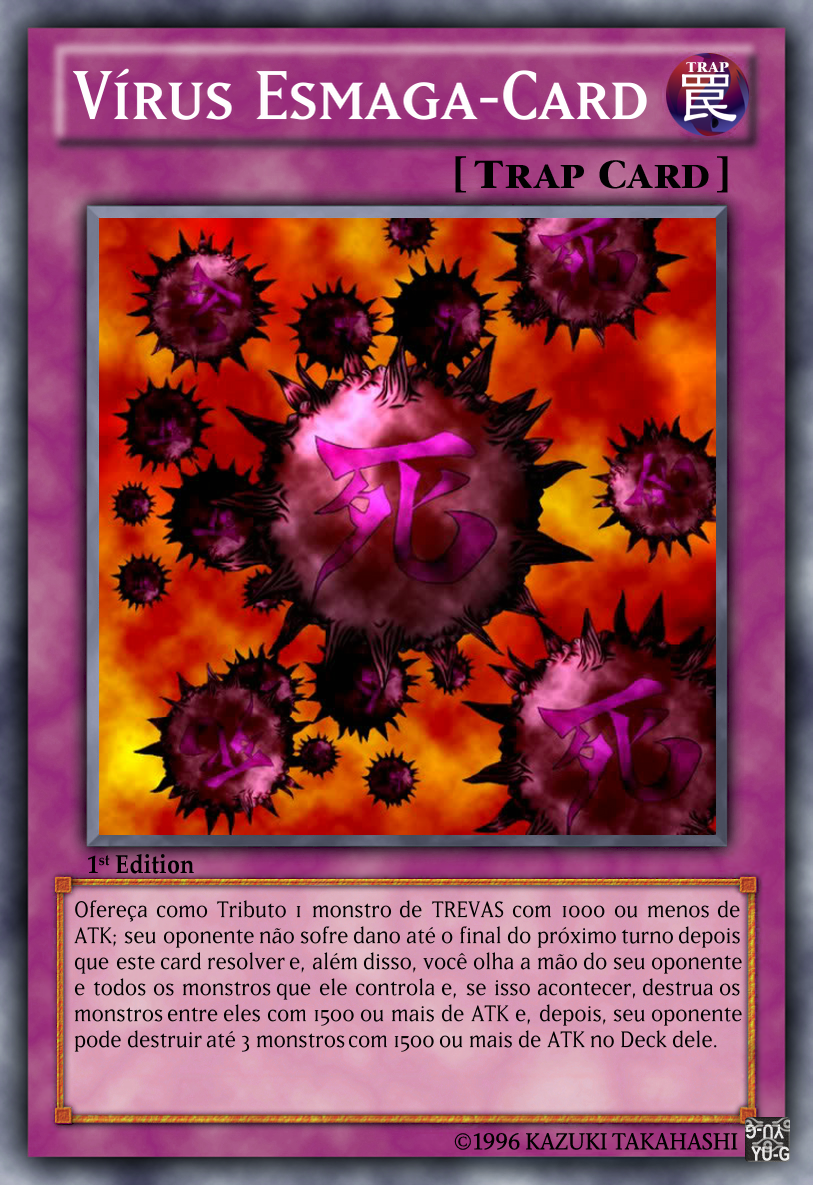 Vírus Esmaga-Card
TRAP
罠
[Trap Card]
死
死
死
1st Edition
Ofereça como Tributo 1 monstro de TREVAS com 1000 ou menos de
ATK; seu oponente não sofre dano até o final do próximo turno depois
que este card resolver e, além disso, você olha a mão do seu oponente
e todos os monstros que ele controla e, se isso acontecer, destrua os
monstros entre eles com 1500 ou mais de ATK e, depois, seu oponente
pode destruir até 3 monstros com 1500 ou mais de ATK no Deck dele.
©1996 KAZUKI TAKAHASHI
YU-G
YU-G